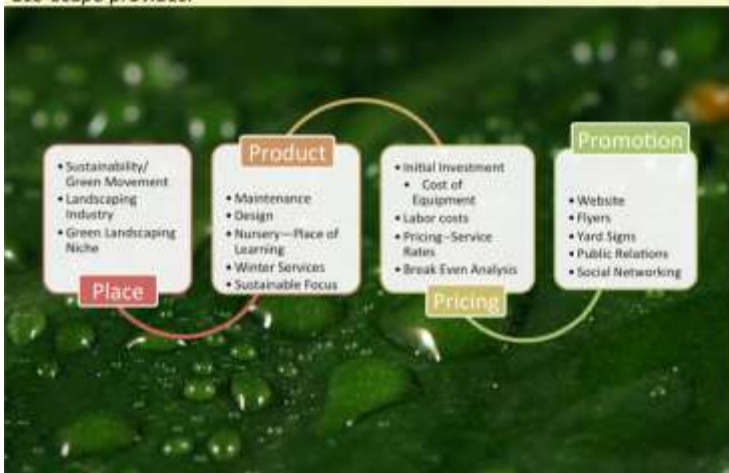 Place
• Sustainability/
Green Movement
• Landscaping
Industry
• Green Landscaping
Niche
Product
• Maintenance
• Design
• Nursery—Place of
Learning
• Winter Services
• Sustainable Focus
Pricing
• Initial Investment
• Cost of
Equipment
• Labor costs
• Pricing--Service
Rates
• Break Even Analysis
Promotion
• Website
• Flyers
• Yard Signs
• Public Relations
• Social Networking